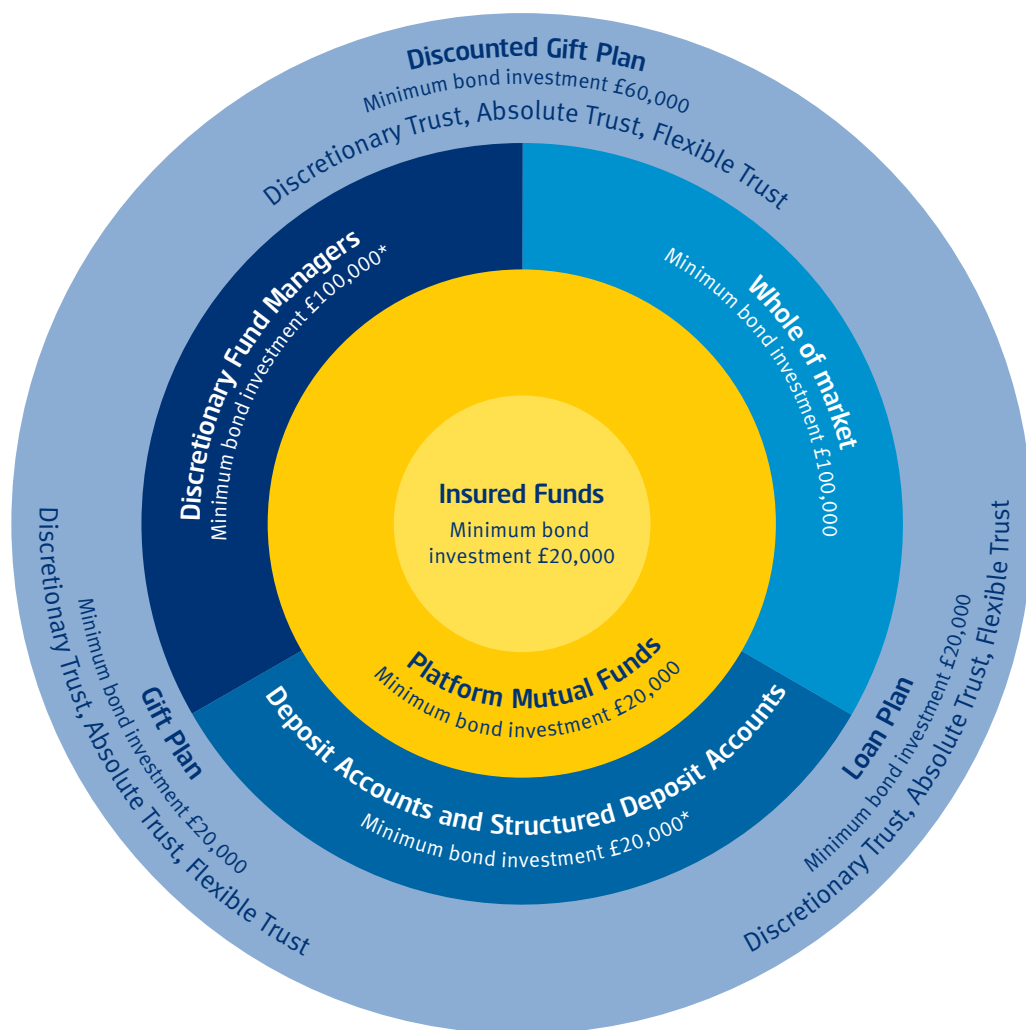 Discounted Gift Plan
Minimum bond investment £60,000
Discretionary Trust, Absolute Trust, Flexible Trust
Discretionary Fund Managers
Minimum bond investment £100,000*
Whole of market
Minimum bond investment £100,000
Insured Funds
Minimum bond
investment £20,000
Platform Mutual Funds
Minimum bond investment £20,000
Deposit Accounts and Structured Deposit Accounts
Minimum bond investment £20,000*
Gift Plan
Minimum bond investment £20,000
Discretionary Trust, Absolute Trust, Flexible Trust
Loan Plan
Minimum bond investment £20,000
Discretionary Trust, Absolute Trust, Flexible Trust